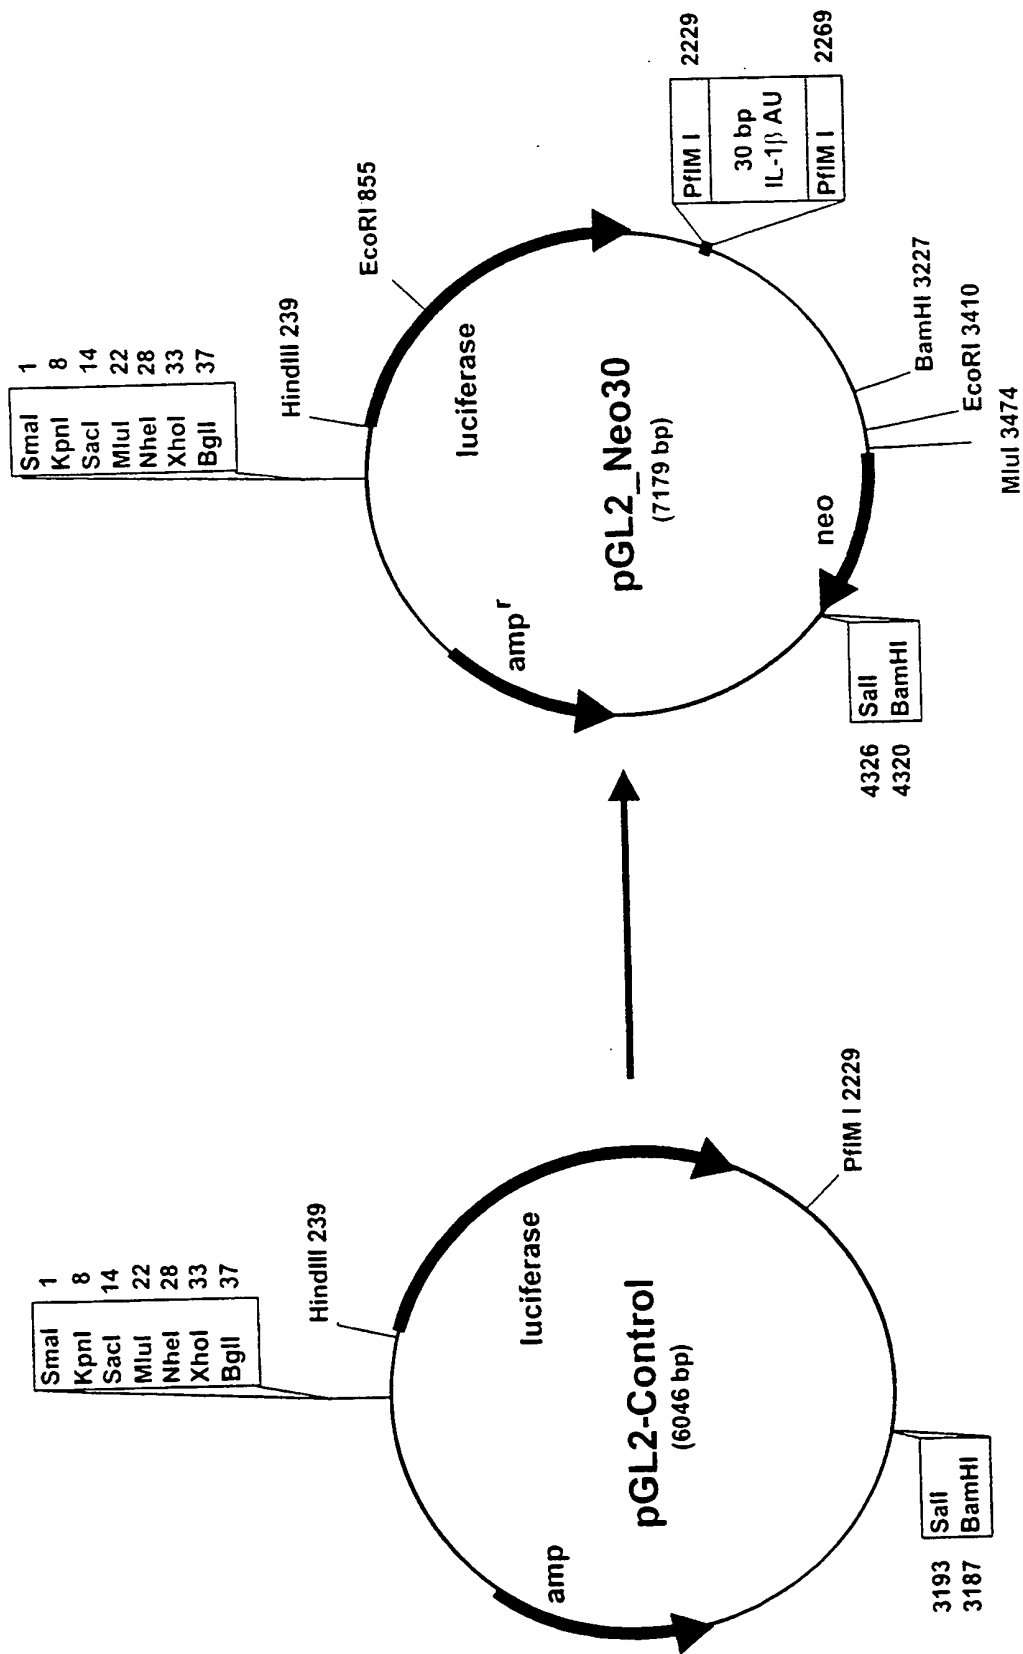 SmaI 1
KpnI 8
SacI 14
MluI 22
NheI 28
XhoI 33
BglI 37
HindIII 239
luciferase
pGL2-Control
(6046 bp)
amp
PflM I 2229
3193 SalI
3187 BamHI
SmaI 1
KpnI 8
SacI 14
MluI 22
NheI 28
XhoI 33
BglI 37
HindIII 239
EcoRI 855
luciferase
ampʳ
pGL2_Neo30
(7179 bp)
PflM I 2229
30 bp
IL-1β AU
PflM I 2269
neo
BamHI 3227
EcoRI 3410
MluI 3474
4326 SalI
4320 BamHI